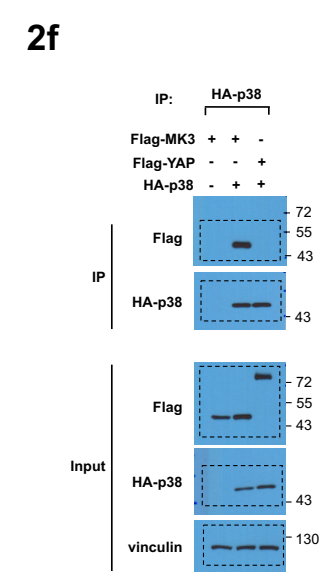 2f
IP: HA-p38
Flag-MK3 + + -
Flag-YAP - - +
HA-p38 - + +
IP
Flag
- 72
- 55
- 43
HA-p38
- 43
Input
Flag
- 72
- 55
- 43
HA-p38
- 43
vinculin
- 130